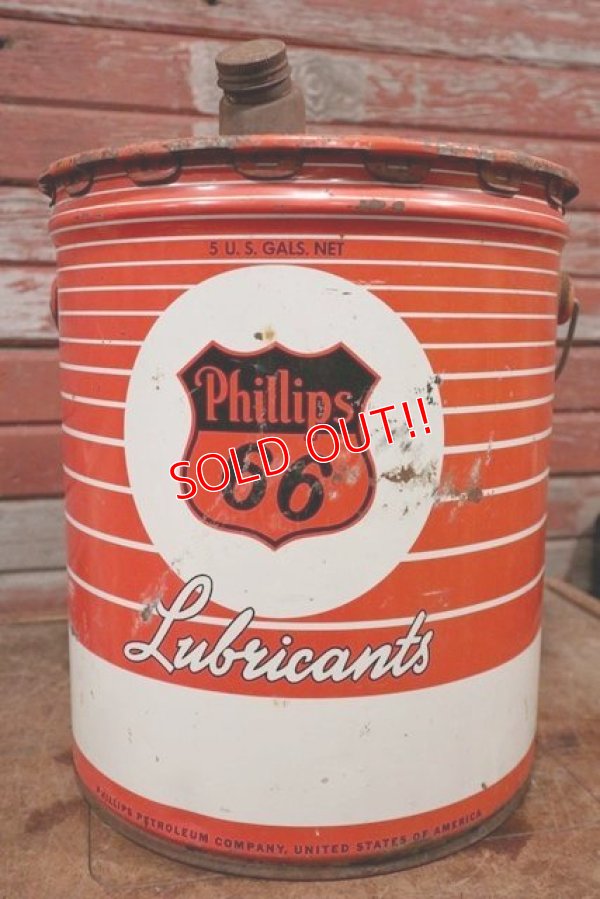 5 U. S. GALS. NET
Phillips
66
SOLD OUT!!
Lubricants
PHILLIPS PETROLEUM COMPANY, UNITED STATES OF AMERICA